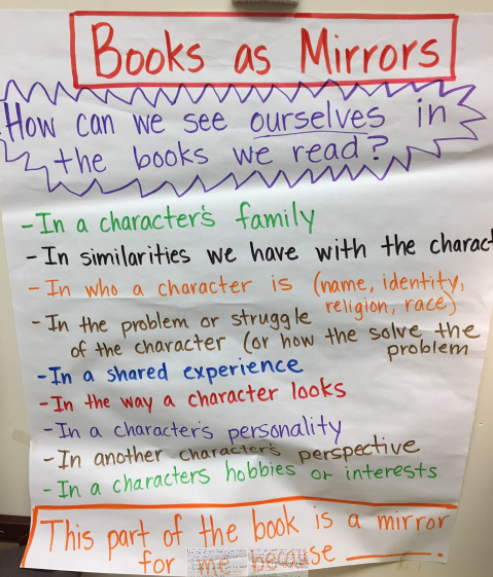 Books as Mirrors
How can we see ourselves in
the books we read?
- In a character's family
- In similarities we have with the charact
- In who a character is (name, identity,
religion, race)
- In the problem or struggle
of the character (or how the solve the
problem
- In a shared experience
- In the way a character looks
- In a character's personality
- In another character's perspective
- In a characters hobbies or interests
This part of the book is a mirror
for me because ______.